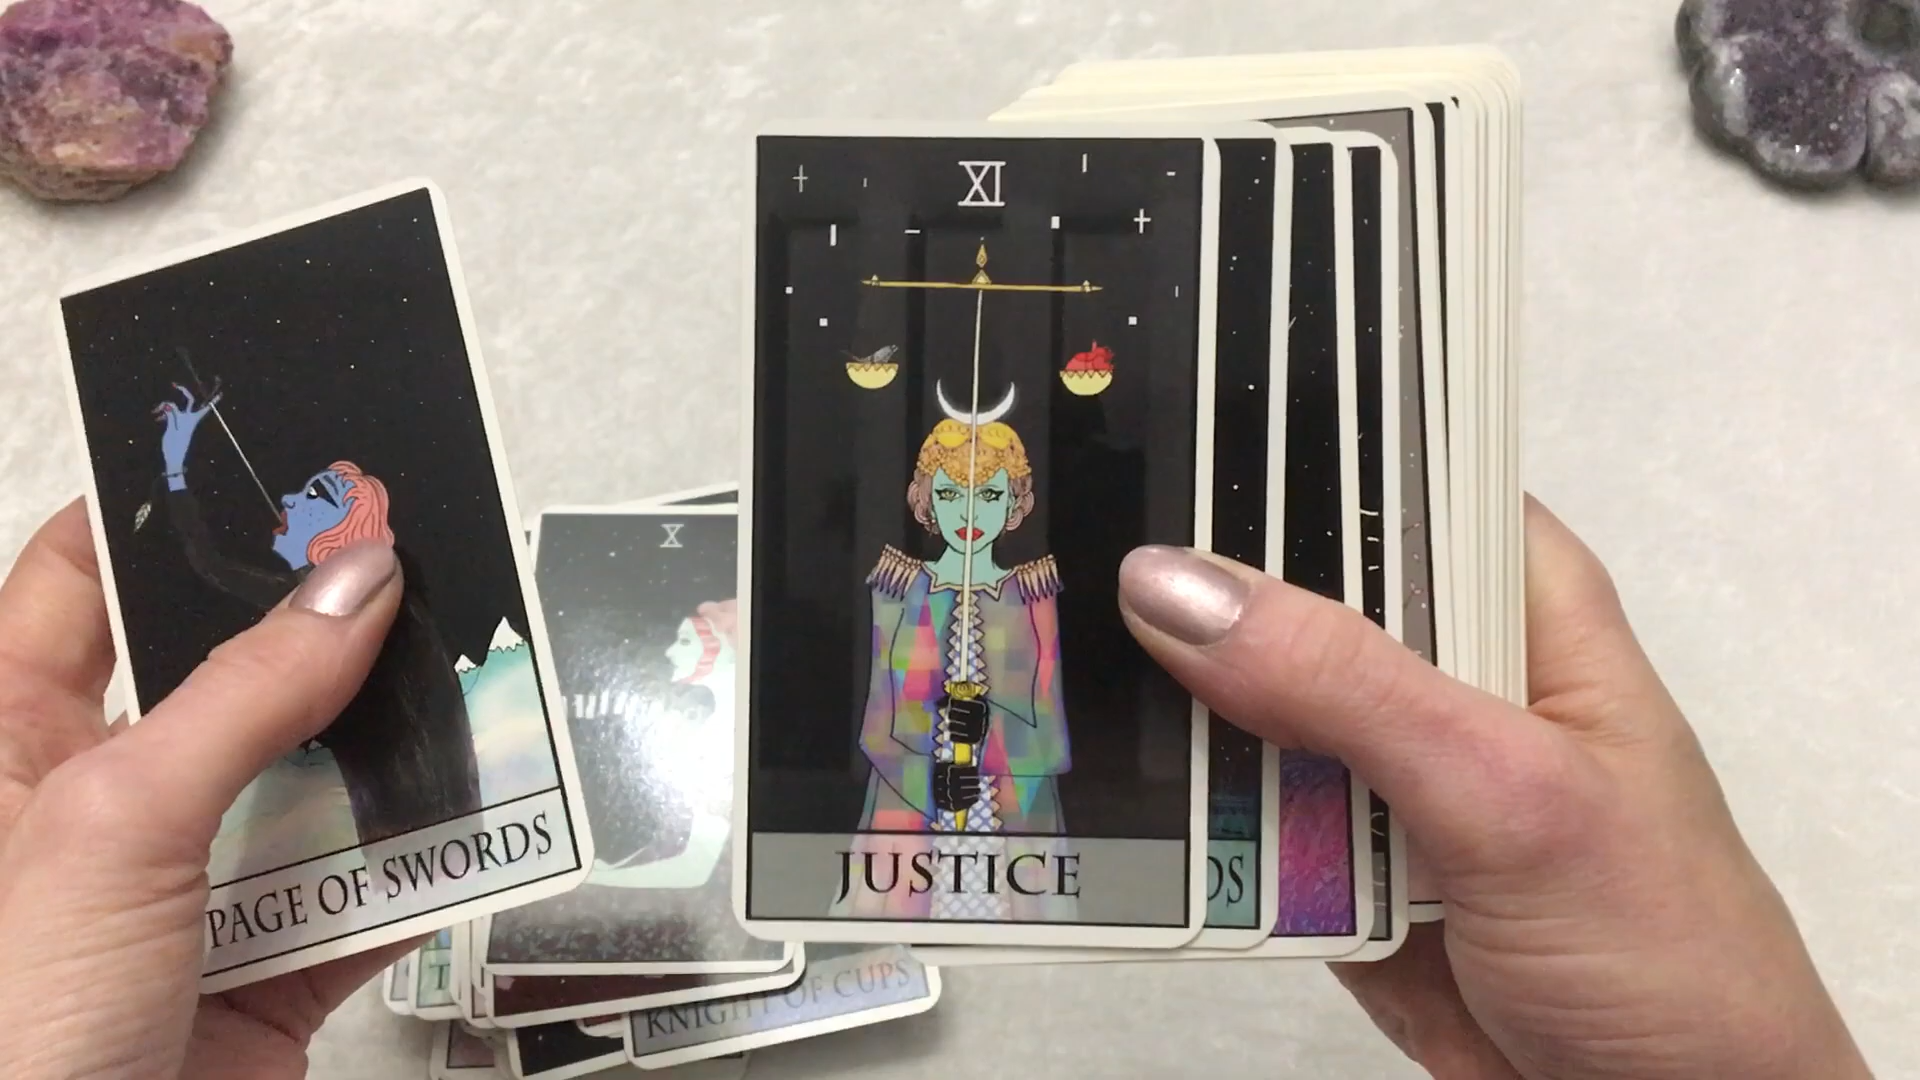 XI
JUSTICE
PAGE OF SWORDS
X
KNIGHT OF CUPS
DS
T